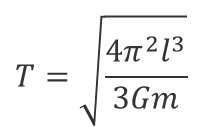 T = √(4π²l³ / 3Gm)